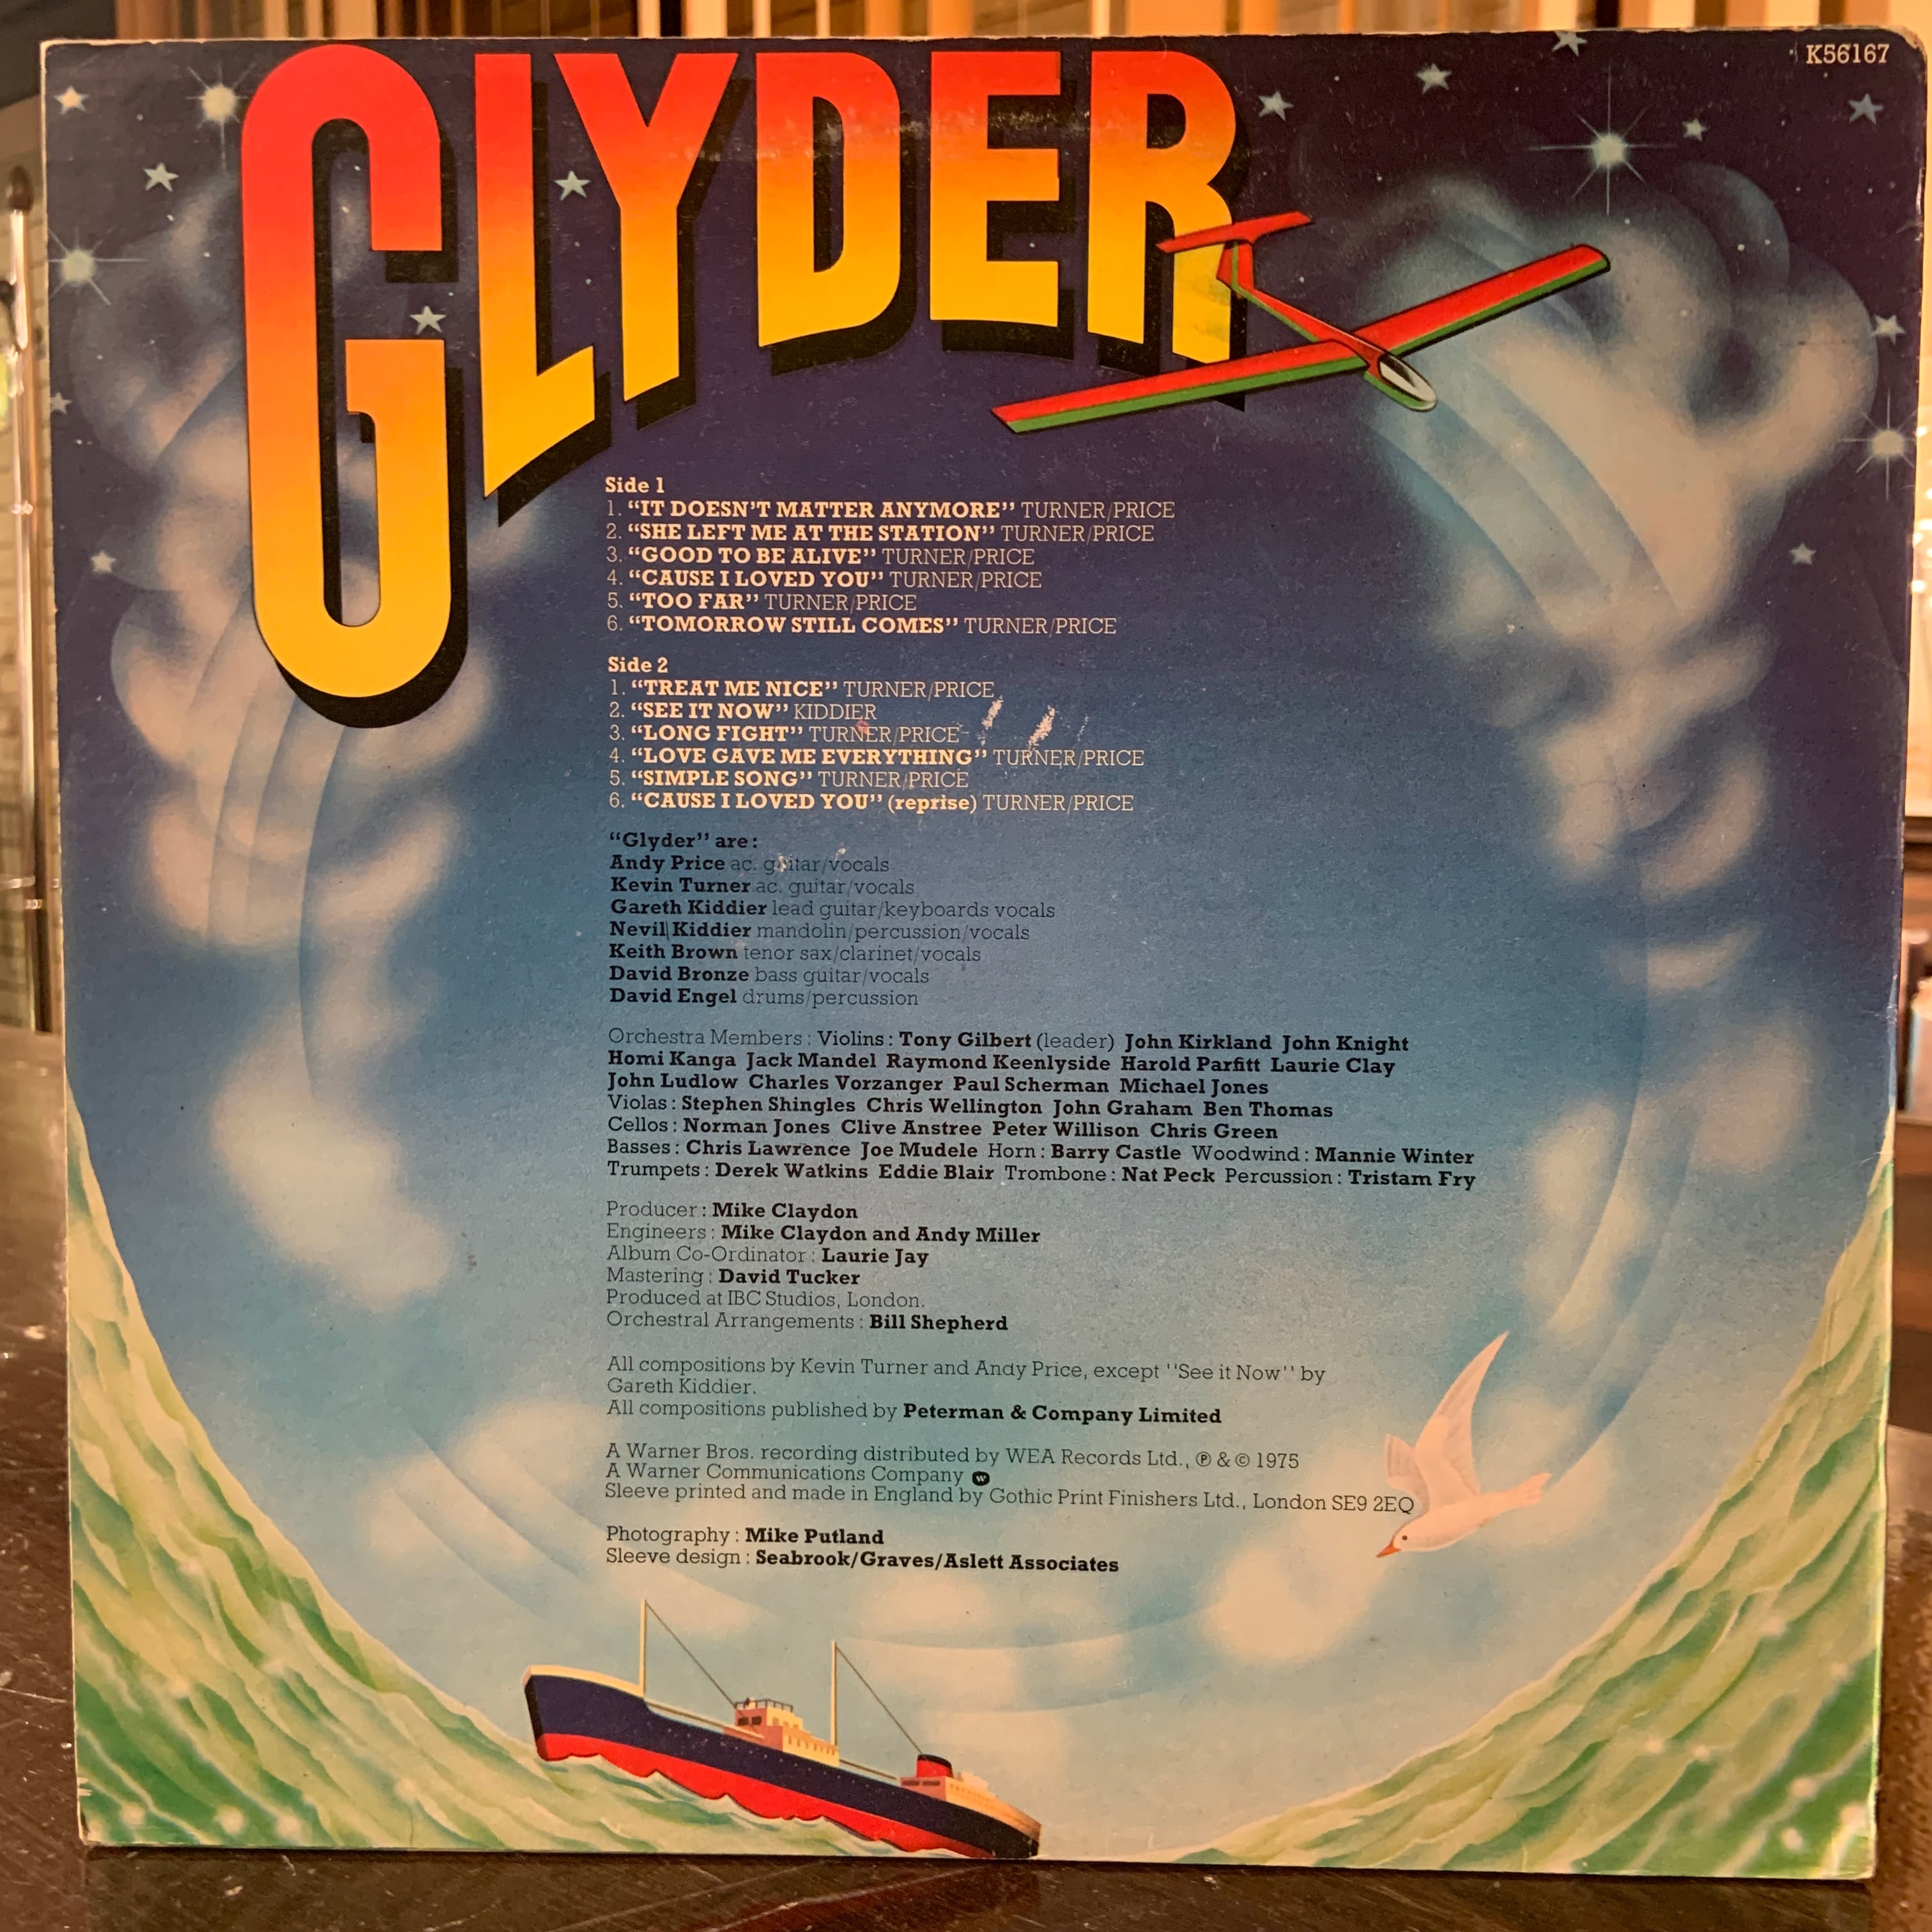 K56167
GLYDER
Side 1
1. “IT DOESN’T MATTER ANYMORE” TURNER/PRICE
2. “SHE LEFT ME AT THE STATION” TURNER/PRICE
3. “GOOD TO BE ALIVE” TURNER/PRICE
4. “CAUSE I LOVED YOU” TURNER/PRICE
5. “TOO FAR” TURNER/PRICE
6. “TOMORROW STILL COMES” TURNER/PRICE
Side 2
1. “TREAT ME NICE” TURNER/PRICE
2. “SEE IT NOW” KIDDIER
3. “LONG FIGHT” TURNER/PRICE
4. “LOVE GAVE ME EVERYTHING” TURNER/PRICE
5. “SIMPLE SONG” TURNER/PRICE
6. “CAUSE I LOVED YOU” (reprise) TURNER/PRICE
“Glyder” are:
Andy Price ac. guitar/vocals
Kevin Turner ac. guitar/vocals
Gareth Kiddier lead guitar/keyboards vocals
Nevil Kiddier mandolin/percussion/vocals
Keith Brown tenor sax/clarinet/vocals
David Bronze bass guitar/vocals
David Engel drums/percussion
Orchestra Members: Violins: Tony Gilbert (leader) John Kirkland John Knight
Homi Kanga Jack Mandel Raymond Keenlyside Harold Parfitt Laurie Clay
John Ludlow Charles Vorzanger Paul Scherman Michael Jones
Violas: Stephen Shingles Chris Wellington John Graham Ben Thomas
Cellos: Norman Jones Clive Anstree Peter Willison Chris Green
Basses: Chris Lawrence Joe Mudele Horn: Barry Castle Woodwind: Mannie Winter
Trumpets: Derek Watkins Eddie Blair Trombone: Nat Peck Percussion: Tristam Fry
Producer: Mike Claydon
Engineers: Mike Claydon and Andy Miller
Album Co-Ordinator: Laurie Jay
Mastering: David Tucker
Produced at IBC Studios, London.
Orchestral Arrangements: Bill Shepherd
All compositions by Kevin Turner and Andy Price, except ''See it Now'' by
Gareth Kiddier.
All compositions published by Peterman & Company Limited
A Warner Bros. recording distributed by WEA Records Ltd., ℗ & © 1975
A Warner Communications Company
Sleeve printed and made in England by Gothic Print Finishers Ltd., London SE9 2EQ
Photography: Mike Putland
Sleeve design: Seabrook/Graves/Aslett Associates